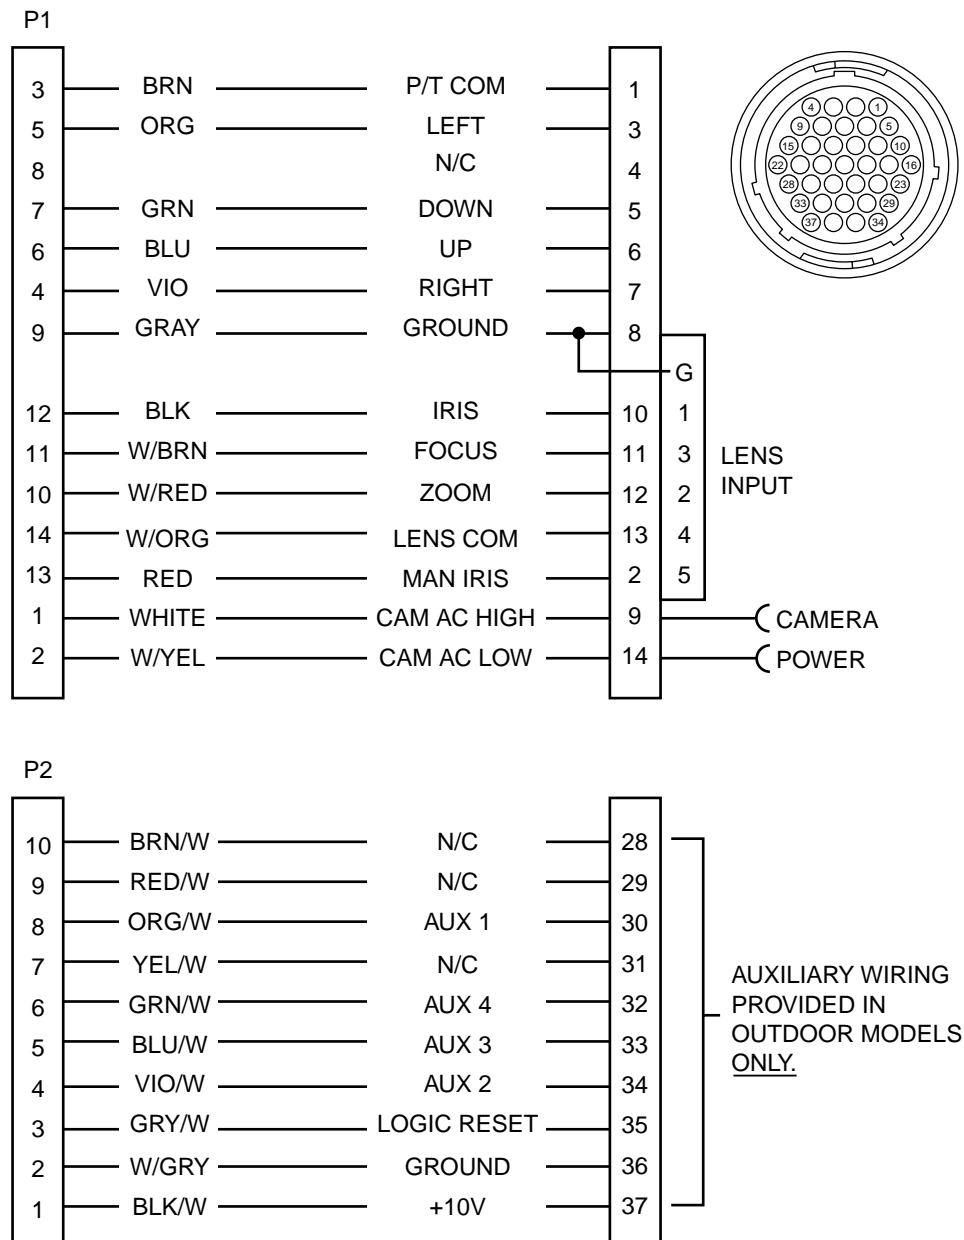 P1
3 BRN P/T COM 1
5 ORG LEFT 3
8 N/C 4
7 GRN DOWN 5
6 BLU UP 6
4 VIO RIGHT 7
9 GRAY GROUND 8
G
12 BLK IRIS 10 1
11 W/BRN FOCUS 11 3
10 W/RED ZOOM 12 2
14 W/ORG LENS COM 13 4
13 RED MAN IRIS 2 5
LENS
INPUT
1 WHITE CAM AC HIGH 9 CAMERA
2 W/YEL CAM AC LOW 14 POWER
4 1
9 5
15 10
22 16
28 23
33 29
37 34
P2
10 BRN/W N/C 28
9 RED/W N/C 29
8 ORG/W AUX 1 30
7 YEL/W N/C 31
6 GRN/W AUX 4 32
5 BLU/W AUX 3 33
4 VIO/W AUX 2 34
3 GRY/W LOGIC RESET 35
2 W/GRY GROUND 36
1 BLK/W +10V 37
AUXILIARY WIRING
PROVIDED IN
OUTDOOR MODELS
ONLY.